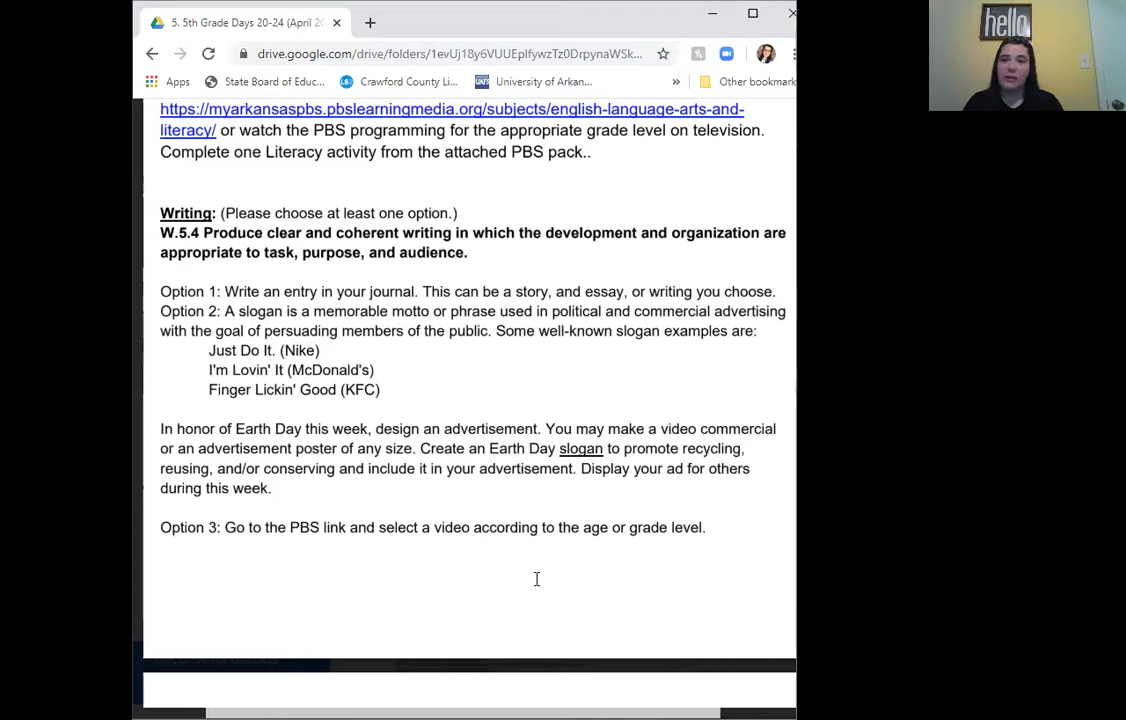 5. 5th Grade Days 20-24 (April 20
drive.google.com/drive/folders/1evUj18y6VUUEplfywzTz0DrpynaWSk...
Apps State Board of Educ... Crawford County Li... UAFS University of Arkan... » Other bookmark
hello
https://myarkansaspbs.pbslearningmedia.org/subjects/english-language-arts-and-
literacy/ or watch the PBS programming for the appropriate grade level on television.
Complete one Literacy activity from the attached PBS pack..
Writing: (Please choose at least one option.)
W.5.4 Produce clear and coherent writing in which the development and organization are
appropriate to task, purpose, and audience.
Option 1: Write an entry in your journal. This can be a story, and essay, or writing you choose.
Option 2: A slogan is a memorable motto or phrase used in political and commercial advertising
with the goal of persuading members of the public. Some well-known slogan examples are:
Just Do It. (Nike)
I'm Lovin' It (McDonald's)
Finger Lickin' Good (KFC)
In honor of Earth Day this week, design an advertisement. You may make a video commercial
or an advertisement poster of any size. Create an Earth Day slogan to promote recycling,
reusing, and/or conserving and include it in your advertisement. Display your ad for others
during this week.
Option 3: Go to the PBS link and select a video according to the age or grade level.